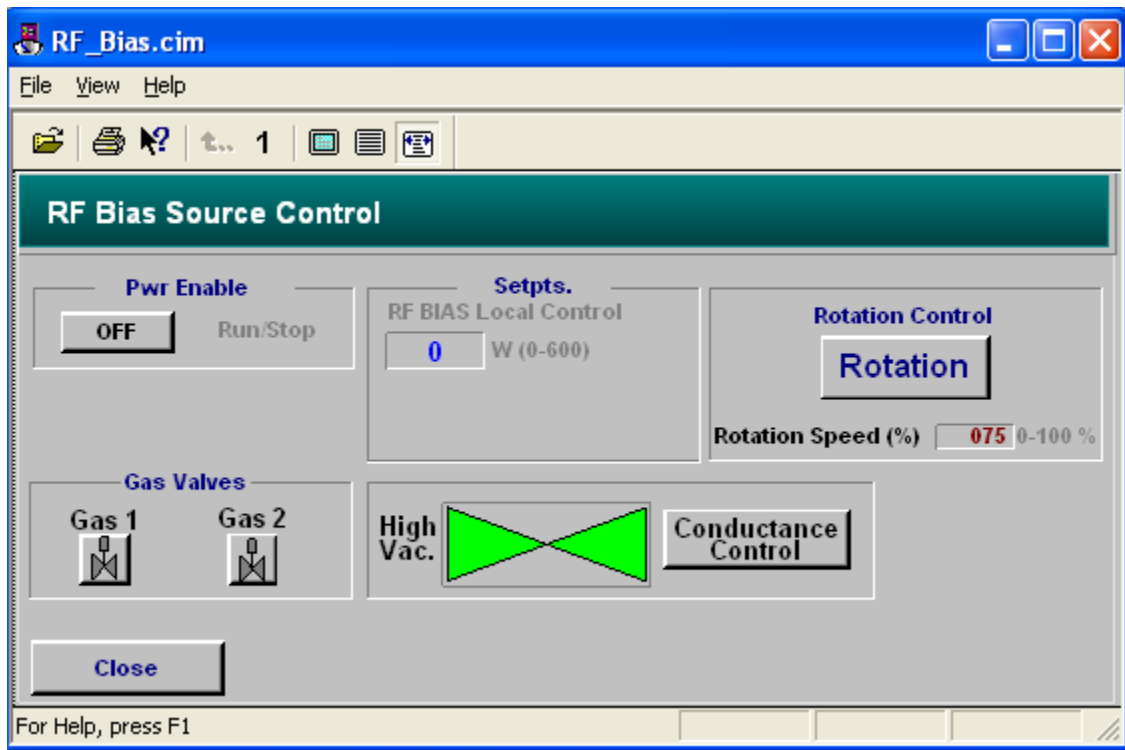 RF_Bias.cim
File View Help
1
RF Bias Source Control
Pwr Enable
OFF Run/Stop
Setpts.
RF BIAS Local Control
0 W (0-600)
Rotation Control
Rotation
Rotation Speed (%) 075 0-100 %
Gas Valves
Gas 1 Gas 2
High
Vac.
Conductance
Control
Close
For Help, press F1